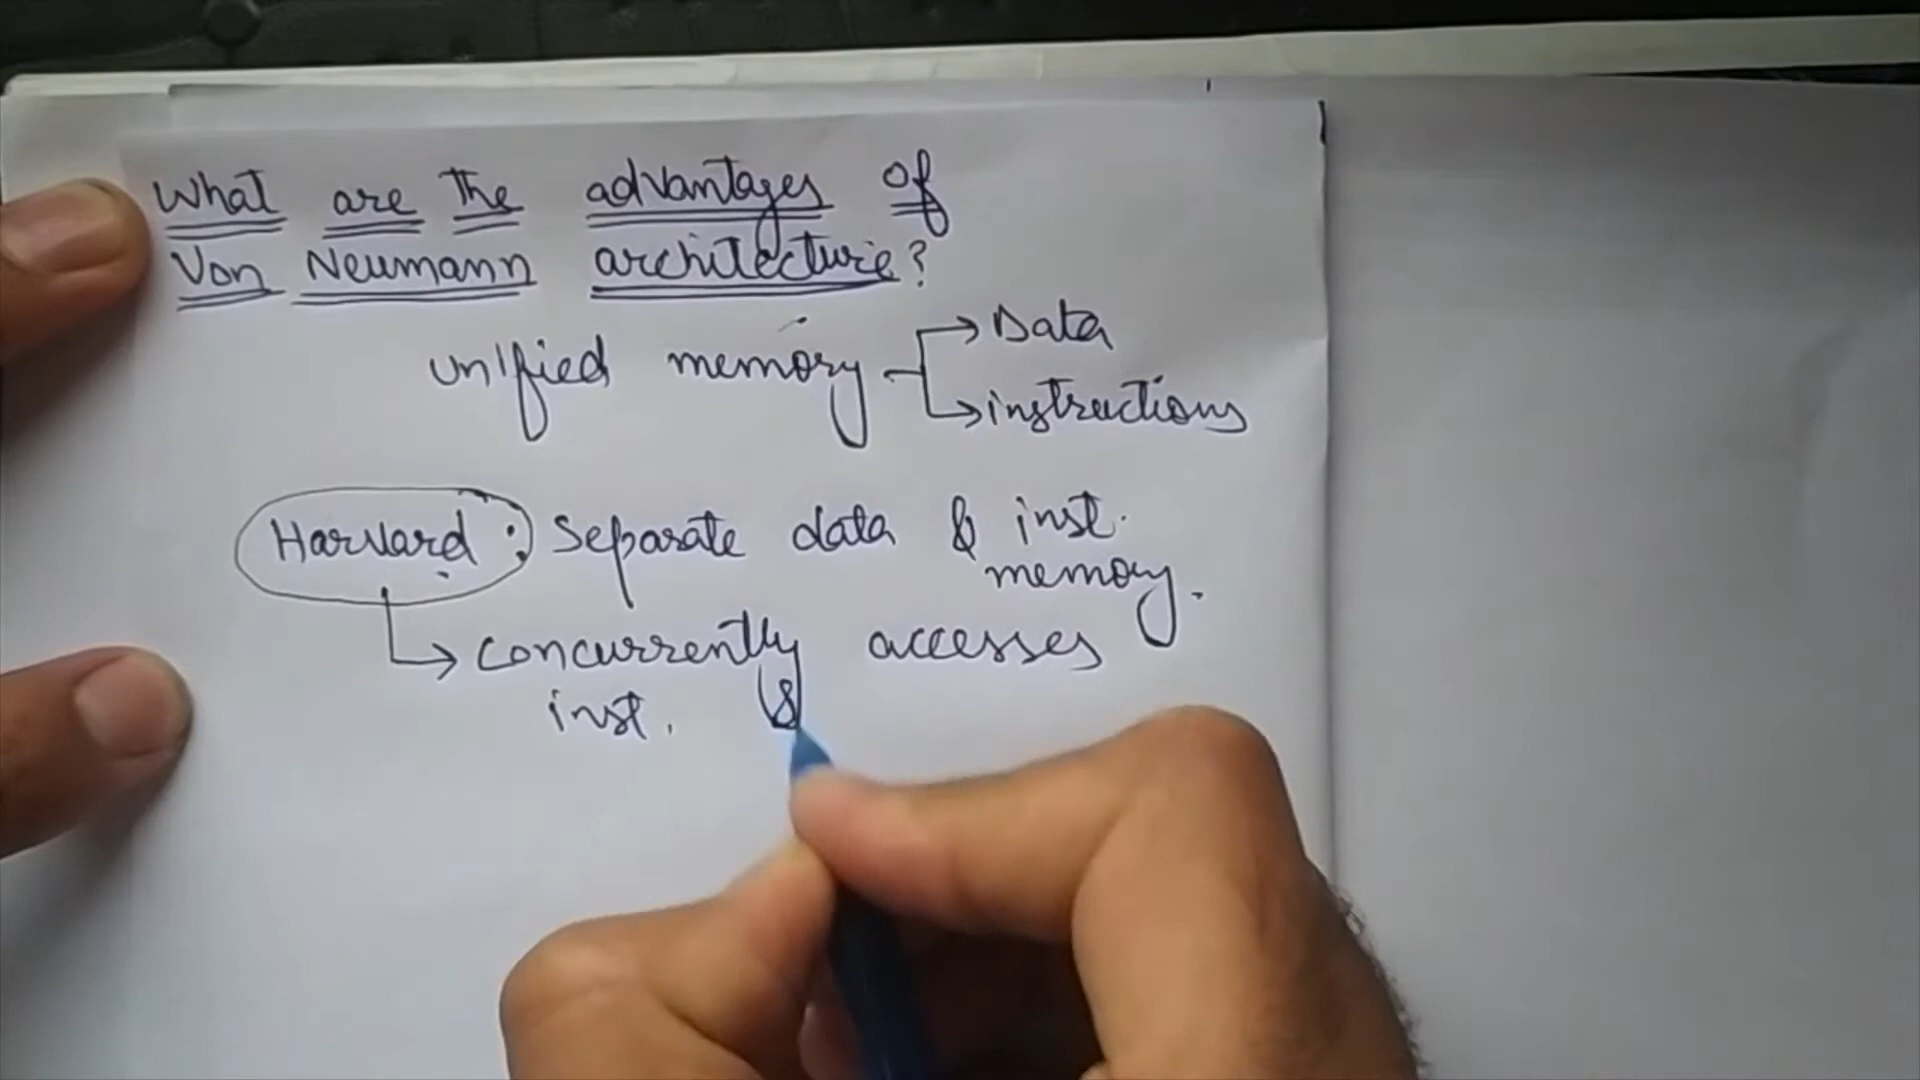 What are the advantages of
Von Neumann architecture?
unified memory → Data
→ instructions
Harvard : Separate data & inst.
memory.
→ concurrently accesses
inst. &